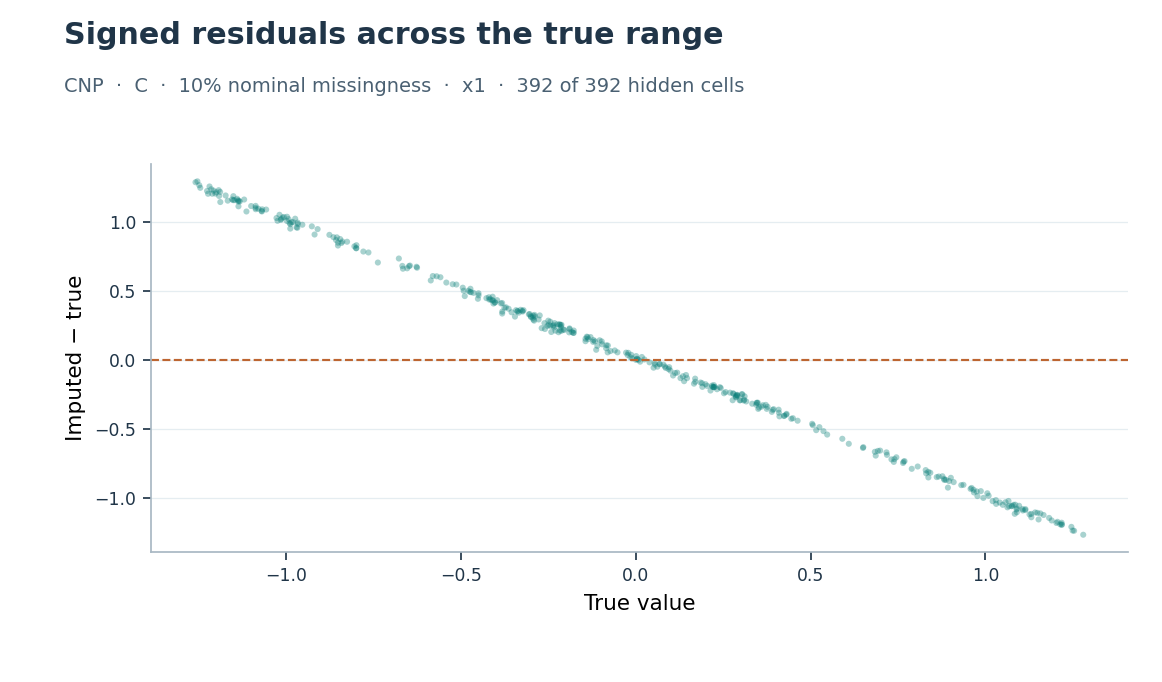 Signed residuals across the true range
CNP · C · 10% nominal missingness · x1 · 392 of 392 hidden cells
Imputed − true
1.0
0.5
0.0
−0.5
−1.0
−1.0
−0.5
0.0
0.5
1.0
True value